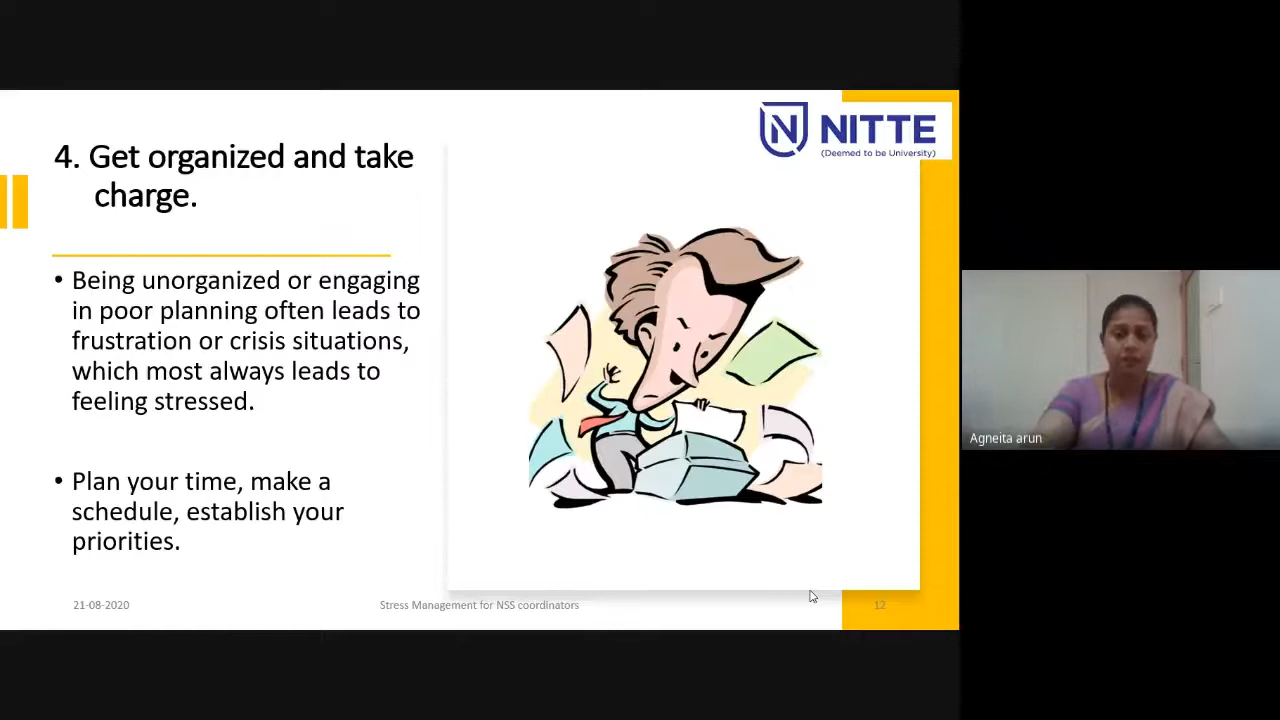 NITTE
(Deemed to be University)
4. Get organized and take
charge.
• Being unorganized or engaging
in poor planning often leads to
frustration or crisis situations,
which most always leads to
feeling stressed.
• Plan your time, make a
schedule, establish your
priorities.
21-08-2020
Stress Management for NSS coordinators
12
Agneita arun